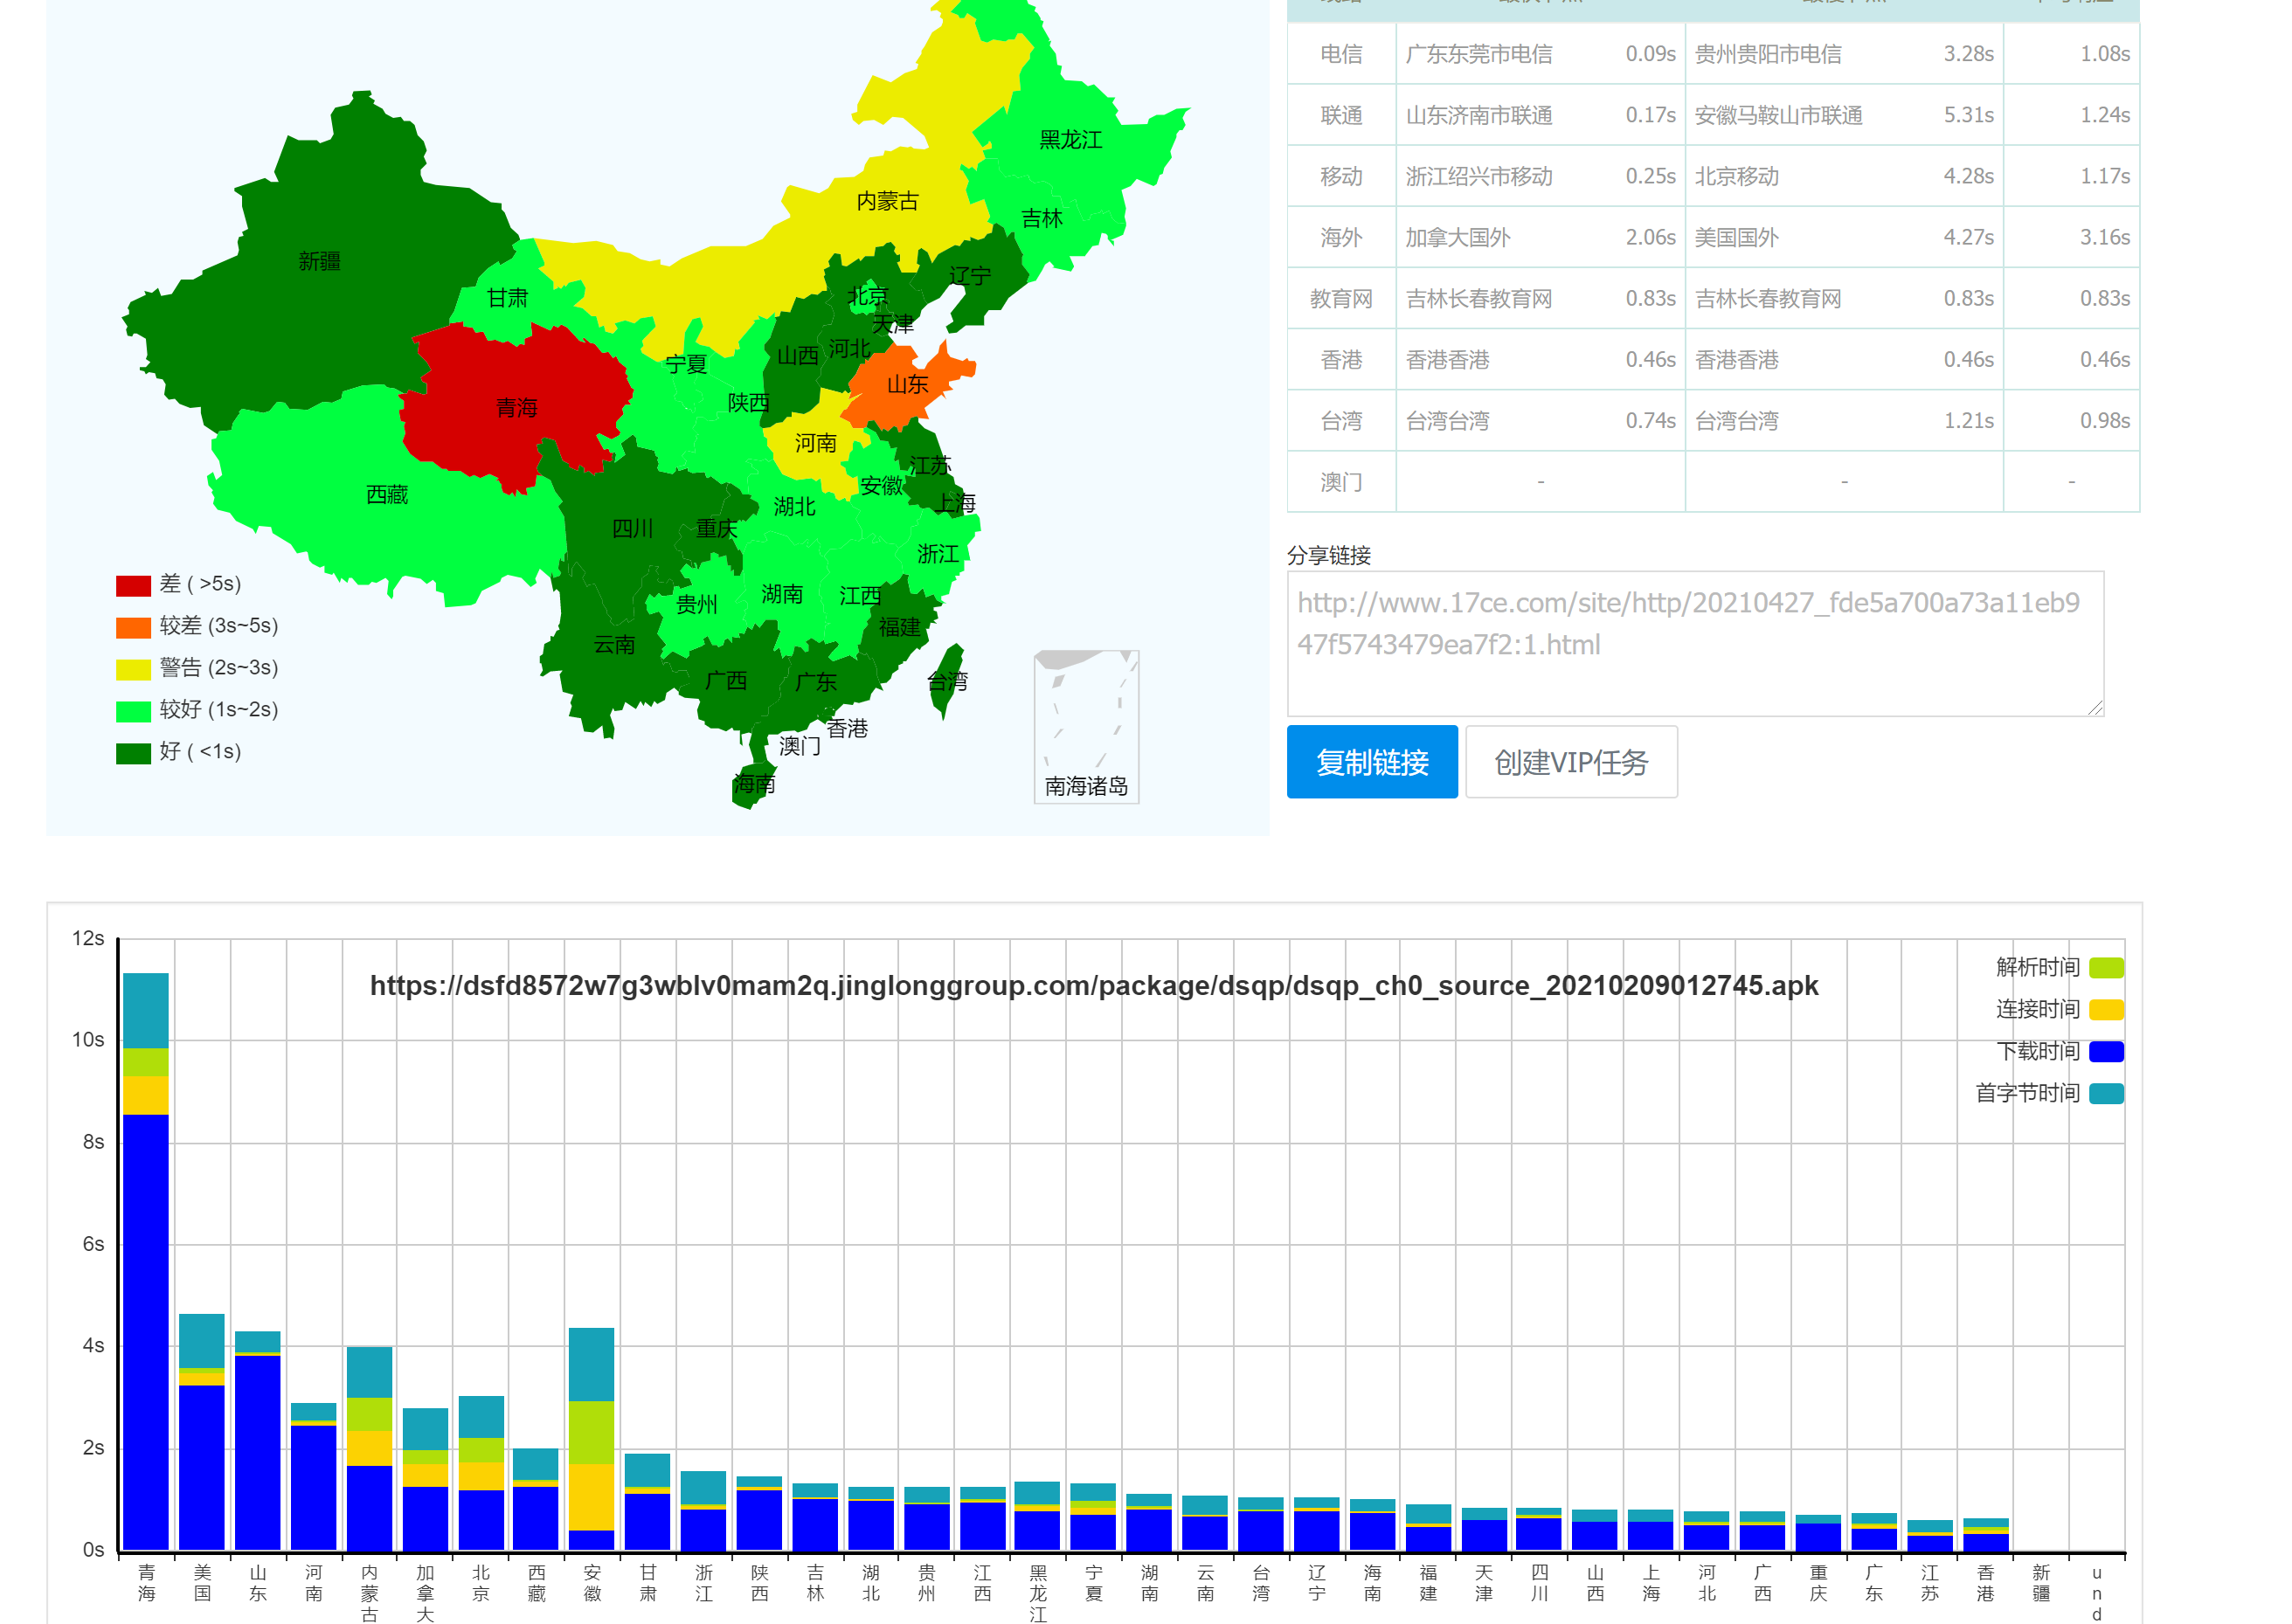 黑龙江
内蒙古
吉林
新疆
辽宁
甘肃
北京
天津
河北
山西
宁夏
山东
陕西
青海
河南
江苏
安徽
西藏
上海
湖北
四川
重庆
浙江
湖南
江西
贵州
福建
云南
广西
广东
台湾
香港
澳门
海南
南海诸岛
差 ( >5s)
较差 (3s~5s)
警告 (2s~3s)
较好 (1s~2s)
好 ( <1s)
电信 广东东莞市电信 0.09s 贵州贵阳市电信 3.28s 1.08s
联通 山东济南市联通 0.17s 安徽马鞍山市联通 5.31s 1.24s
移动 浙江绍兴市移动 0.25s 北京移动 4.28s 1.17s
海外 加拿大国外 2.06s 美国国外 4.27s 3.16s
教育网 吉林长春教育网 0.83s 吉林长春教育网 0.83s 0.83s
香港 香港香港 0.46s 香港香港 0.46s 0.46s
台湾 台湾台湾 0.74s 台湾台湾 1.21s 0.98s
澳门 - - -
分享链接
http://www.17ce.com/site/http/20210427_fde5a700a73a11eb9
47f5743479ea7f2:1.html
复制链接 创建VIP任务
https://dsfd8572w7g3wblv0mam2q.jinglonggroup.com/package/dsqp/dsqp_ch0_source_20210209012745.apk
解析时间
连接时间
下载时间
首字节时间
12s
10s
8s
6s
4s
2s
0s
青海 美国 山东 河南 内蒙古 加拿大 北京 西藏 安徽 甘肃 浙江 陕西 吉林 湖北 贵州 江西 黑龙江 宁夏 湖南 云南 台湾 辽宁 海南 福建 天津 四川 山西 上海 河北 广西 重庆 广东 江苏 香港 新疆 und